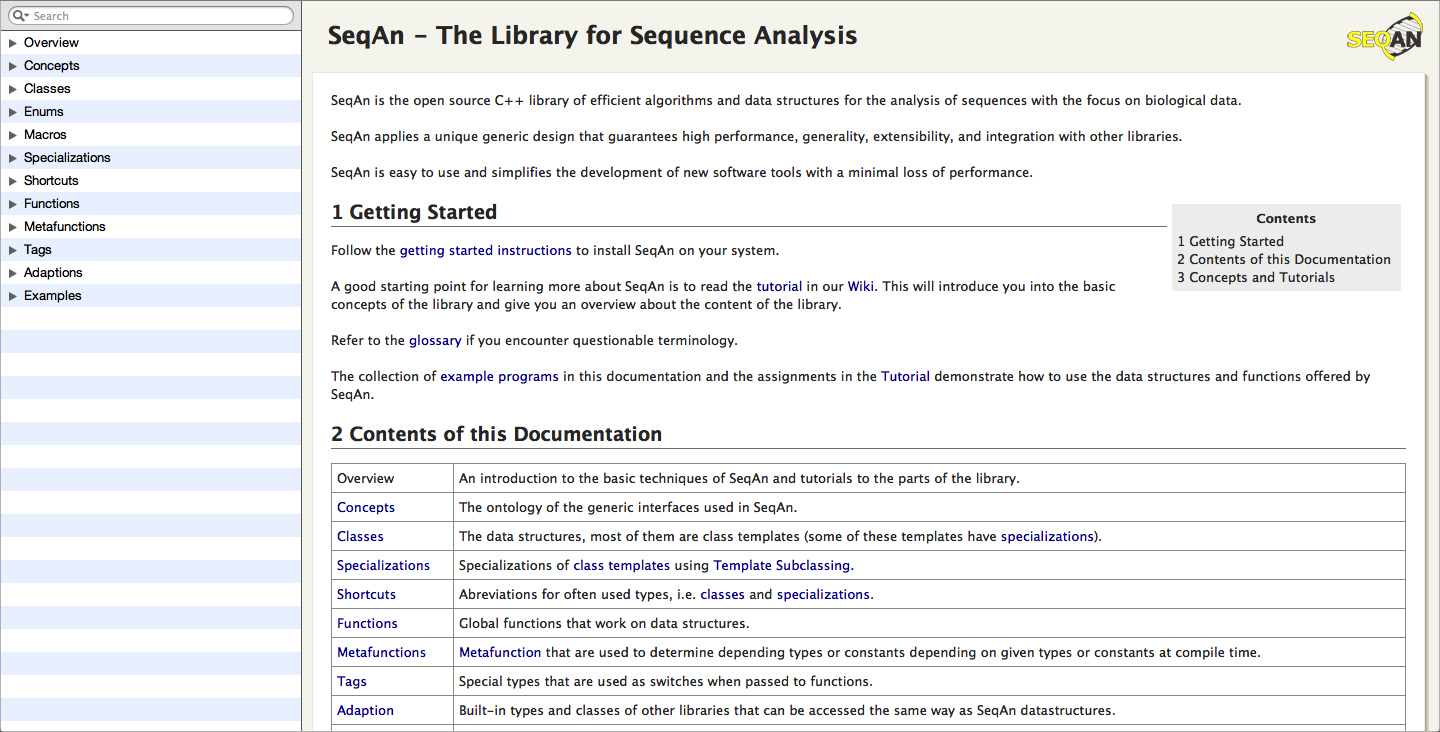 Search
Overview
Concepts
Classes
Enums
Macros
Specializations
Shortcuts
Functions
Metafunctions
Tags
Adaptions
Examples
SeqAn - The Library for Sequence Analysis
SEQAN
SeqAn is the open source C++ library of efficient algorithms and data structures for the analysis of sequences with the focus on biological data.
SeqAn applies a unique generic design that guarantees high performance, generality, extensibility, and integration with other libraries.
SeqAn is easy to use and simplifies the development of new software tools with a minimal loss of performance.
Contents
1 Getting Started
2 Contents of this Documentation
3 Concepts and Tutorials
1 Getting Started
Follow the getting started instructions to install SeqAn on your system.
A good starting point for learning more about SeqAn is to read the tutorial in our Wiki. This will introduce you into the basic
concepts of the library and give you an overview about the content of the library.
Refer to the glossary if you encounter questionable terminology.
The collection of example programs in this documentation and the assignments in the Tutorial demonstrate how to use the data structures and functions offered by
SeqAn.
2 Contents of this Documentation
Overview An introduction to the basic techniques of SeqAn and tutorials to the parts of the library.
Concepts The ontology of the generic interfaces used in SeqAn.
Classes The data structures, most of them are class templates (some of these templates have specializations).
Specializations Specializations of class templates using Template Subclassing.
Shortcuts Abreviations for often used types, i.e. classes and specializations.
Functions Global functions that work on data structures.
Metafunctions Metafunction that are used to determine depending types or constants depending on given types or constants at compile time.
Tags Special types that are used as switches when passed to functions.
Adaption Built-in types and classes of other libraries that can be accessed the same way as SeqAn datastructures.